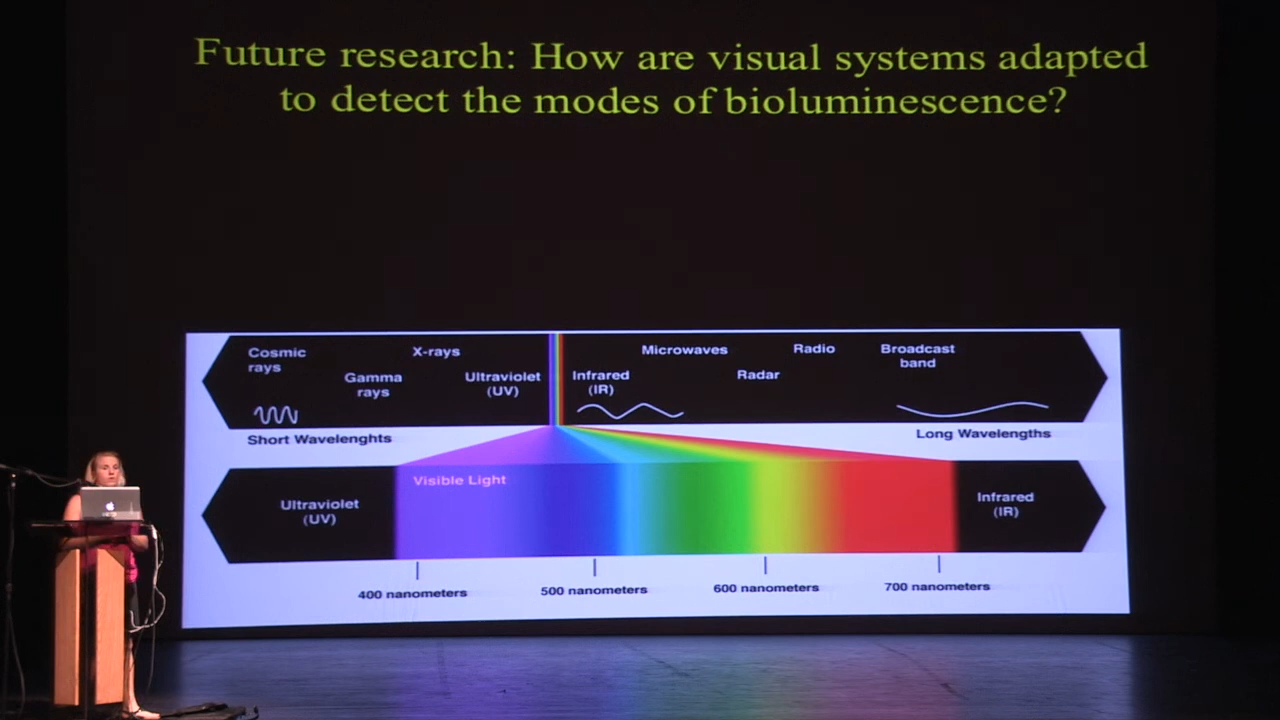 Future research: How are visual systems adapted
to detect the modes of bioluminescence?
Cosmic
rays
X-rays
Gamma
rays
Ultraviolet
(UV)
Infrared
(IR)
Microwaves
Radar
Radio
Broadcast
band
Short Wavelenghts
Long Wavelengths
Ultraviolet
(UV)
Visible Light
Infrared
(IR)
400 nanometers
500 nanometers
600 nanometers
700 nanometers